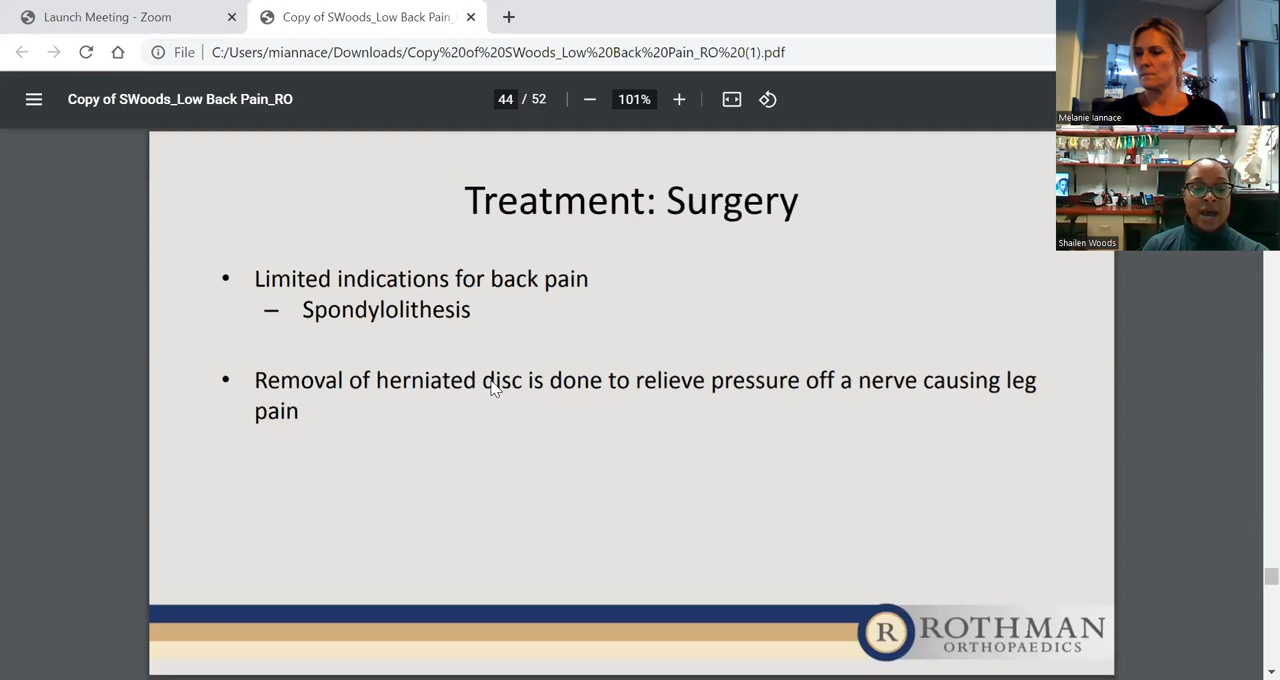 Launch Meeting - Zoom
Copy of SWoods_Low Back Pain_
File
C:/Users/miannace/Downloads/Copy%20of%20SWoods_Low%20Back%20Pain_RO%20(1).pdf
Copy of SWoods_Low Back Pain_RO
44 / 52
101%
Melanie Iannace
Shailen Woods
Treatment: Surgery
• Limited indications for back pain
– Spondylolithesis
• Removal of herniated disc is done to relieve pressure off a nerve causing leg
pain
R ROTHMAN
ORTHOPAEDICS